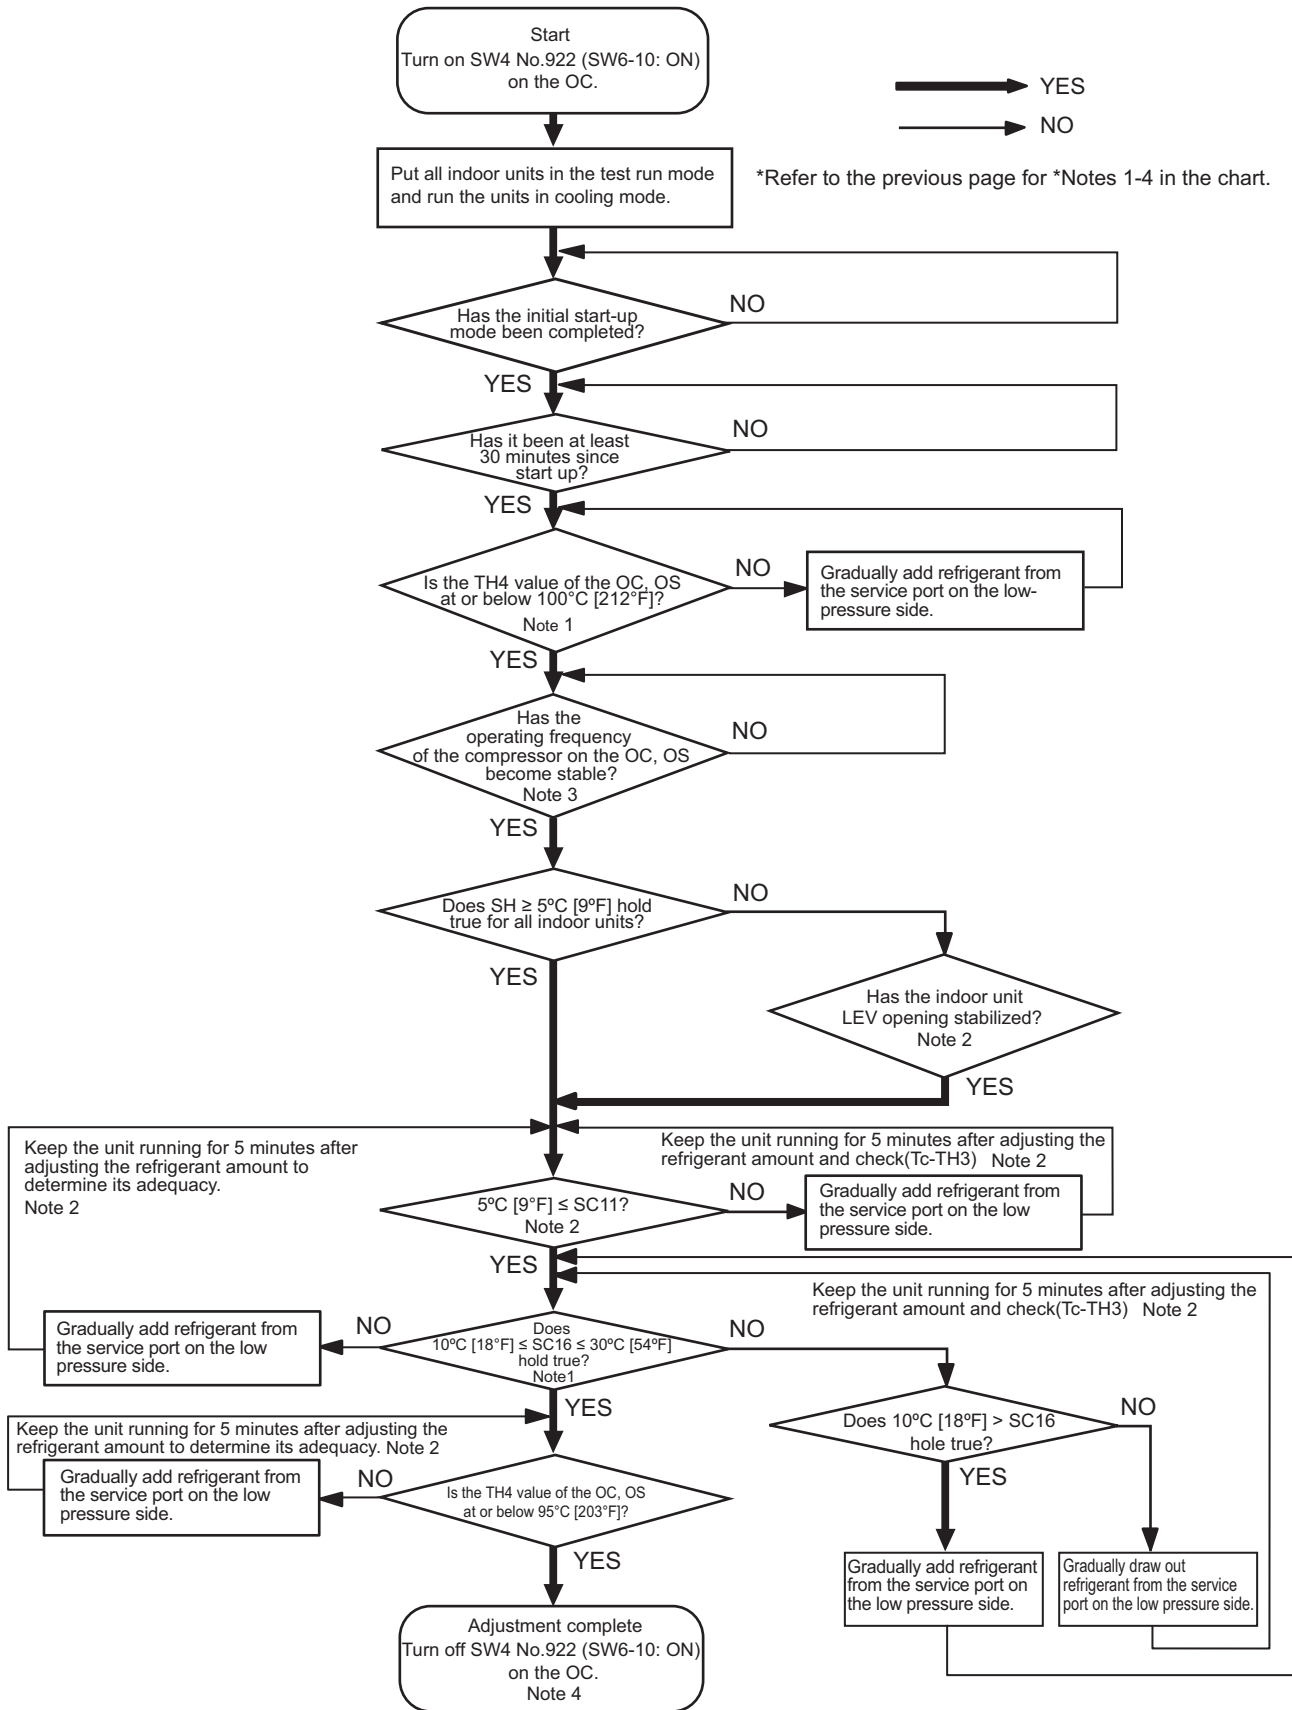 Start
Turn on SW4 No.922 (SW6-10: ON)
on the OC.
YES
NO
*Refer to the previous page for *Notes 1-4 in the chart.
Put all indoor units in the test run mode
and run the units in cooling mode.
Has the initial start-up
mode been completed?
NO
YES
Has it been at least
30 minutes since
start up?
NO
YES
Is the TH4 value of the OC, OS
at or below 100°C [212°F]?
Note 1
NO
Gradually add refrigerant from
the service port on the low-
pressure side.
YES
Has the
operating frequency
of the compressor on the OC, OS
become stable?
Note 3
NO
YES
Does SH ≥ 5ºC [9ºF] hold
true for all indoor units?
NO
YES
Has the indoor unit
LEV opening stabilized?
Note 2
YES
Keep the unit running for 5 minutes after
adjusting the refrigerant amount to
determine its adequacy.
Note 2
Keep the unit running for 5 minutes after adjusting the
refrigerant amount and check(Tc-TH3) Note 2
5ºC [9°F] ≤ SC11?
Note 2
NO
Gradually add refrigerant from
the service port on the low
pressure side.
YES
Keep the unit running for 5 minutes after adjusting the
refrigerant amount and check(Tc-TH3) Note 2
Gradually add refrigerant from
the service port on the low
pressure side.
NO
Does
10ºC [18°F] ≤ SC16 ≤ 30ºC [54ºF]
hold true?
Note1
NO
YES
Does 10ºC [18ºF] > SC16
hole true?
NO
YES
Keep the unit running for 5 minutes after adjusting the
refrigerant amount to determine its adequacy. Note 2
Gradually add refrigerant from
the service port on the low
pressure side.
NO
Is the TH4 value of the OC, OS
at or below 95°C [203°F]?
YES
Gradually add refrigerant
from the service port on
the low pressure side.
Gradually draw out
refrigerant from the service
port on the low pressure side.
Adjustment complete
Turn off SW4 No.922 (SW6-10: ON)
on the OC.
Note 4